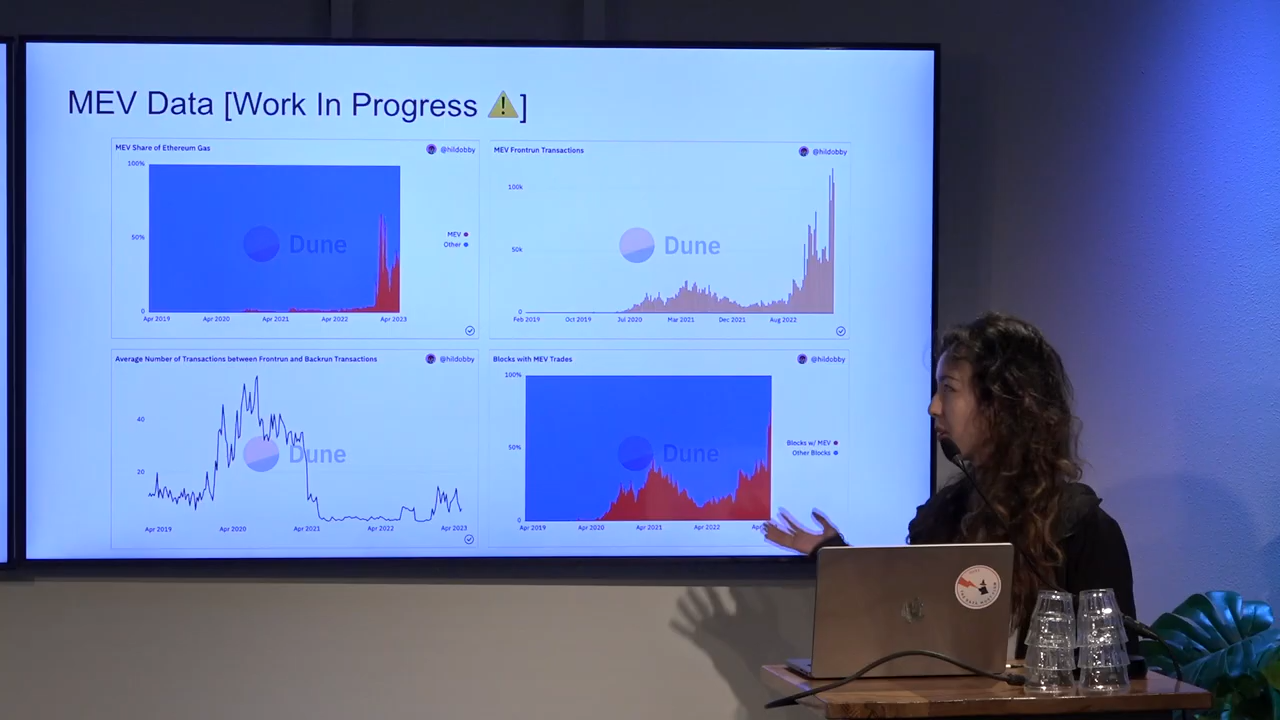 MEV Data [Work In Progress ⚠️]
MEV Share of Ethereum Gas
@hildobby
100%
50%
0
Apr 2019
Apr 2020
Apr 2021
Apr 2022
Apr 2023
MEV
Other
Dune
MEV Frontrun Transactions
@hildobby
100k
50k
0
Feb 2019
Oct 2019
Jul 2020
Mar 2021
Dec 2021
Aug 2022
Dune
Average Number of Transactions between Frontrun and Backrun Transactions
@hildobby
40
20
Apr 2019
Apr 2020
Apr 2021
Apr 2022
Apr 2023
Dune
Blocks with MEV Trades
@hildobby
100%
50%
0
Apr 2019
Apr 2020
Apr 2021
Apr 2022
Blocks w/ MEV
Other Blocks
Dune